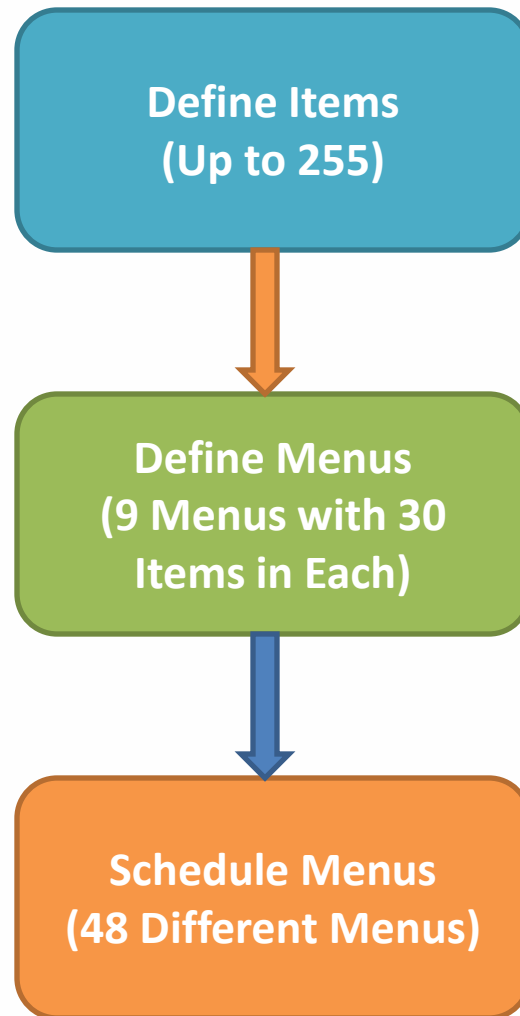 Define Items
(Up to 255)
Define Menus
(9 Menus with 30
Items in Each)
Schedule Menus
(48 Different Menus)